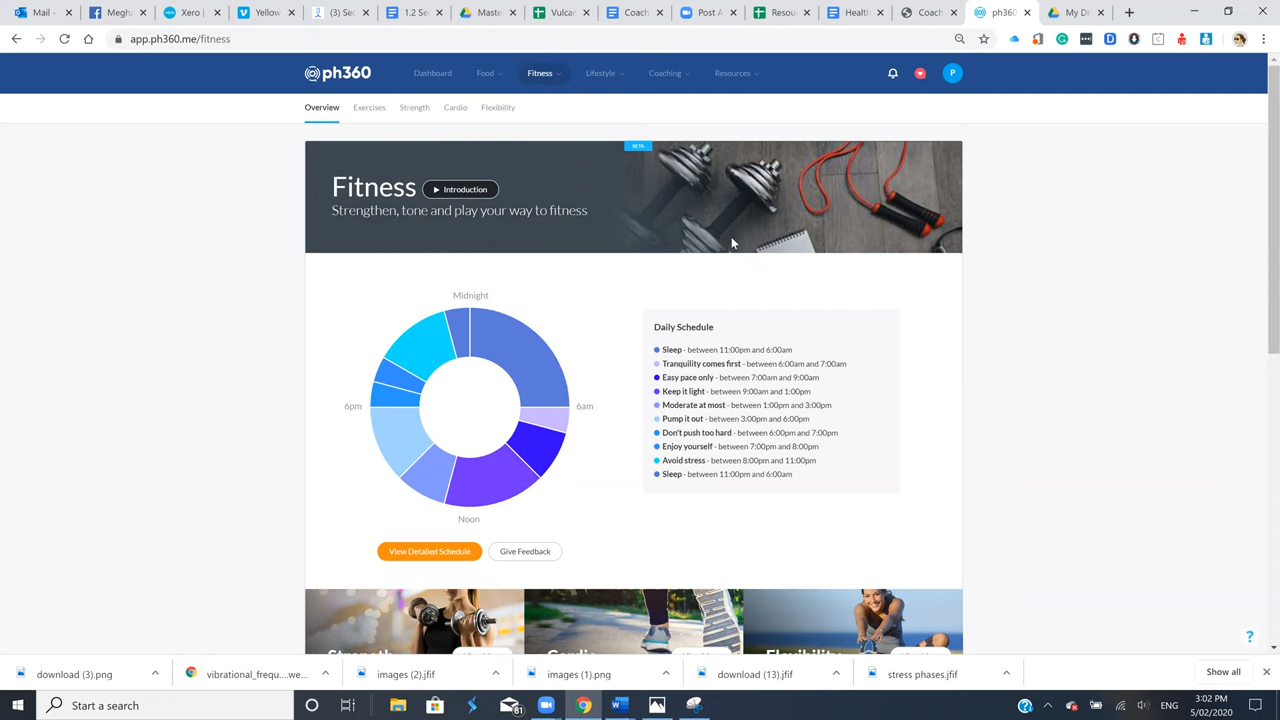 Mail -
Megh
Xero
Yellow
(3) Se
1.2 Se
Maste
Vulca
Coach
Post A
Resou
Health
Coach
ph360
My Dr
app.ph360.me/fitness
ph360
Dashboard
Food
Fitness
Lifestyle
Coaching
Resources
P
Overview
Exercises
Strength
Cardio
Flexibility
BETA
Fitness
Introduction
Strengthen, tone and play your way to fitness
Midnight
6pm
6am
Noon
Daily Schedule
Sleep - between 11:00pm and 6:00am
Tranquility comes first - between 6:00am and 7:00am
Easy pace only - between 7:00am and 9:00am
Keep it light - between 9:00am and 1:00pm
Moderate at most - between 1:00pm and 3:00pm
Pump it out - between 3:00pm and 6:00pm
Don't push too hard - between 6:00pm and 7:00pm
Enjoy yourself - between 7:00pm and 8:00pm
Avoid stress - between 8:00pm and 11:00pm
Sleep - between 11:00pm and 6:00am
View Detailed Schedule
Give Feedback
Strength
Cardio
Flexibility
?
download (3).png
vibrational_frequ....we...
images (2).jfif
images (1).png
download (13).jfif
stress phases.jfif
Show all
Start a search
81
ENG
3:02 PM
5/02/2020